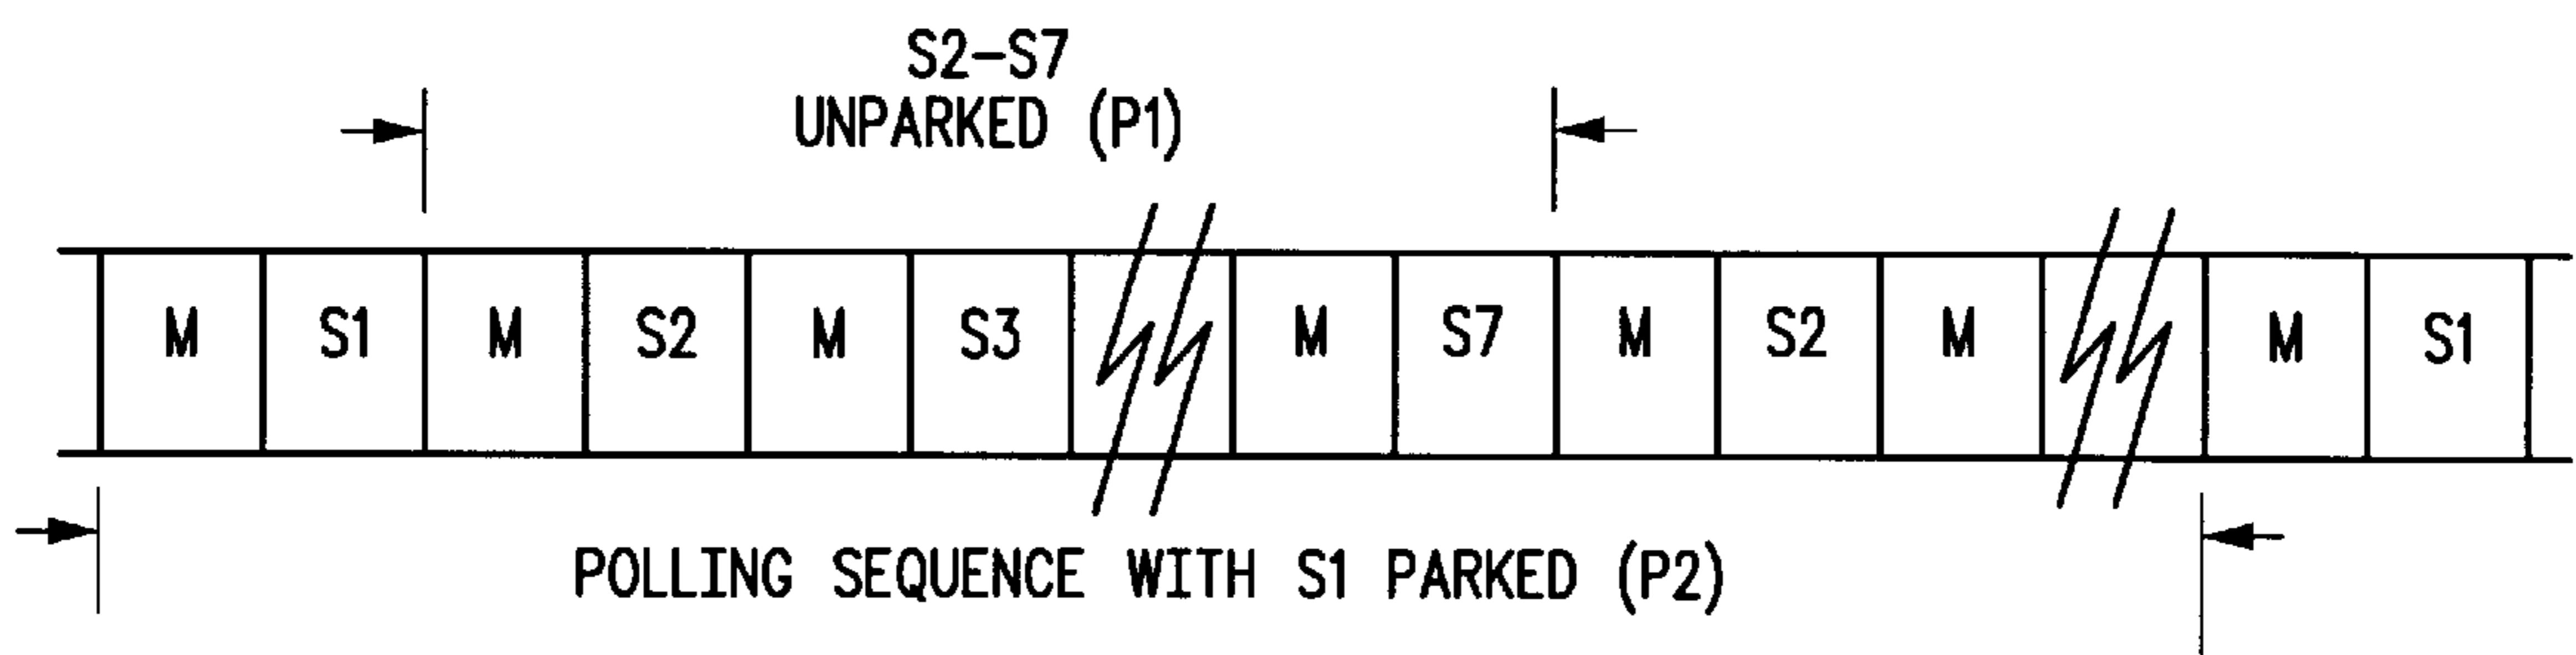 S2-S7
UNPARKED (P1)
M S1 M S2 M S3 M S7 M S2 M M S1
POLLING SEQUENCE WITH S1 PARKED (P2)